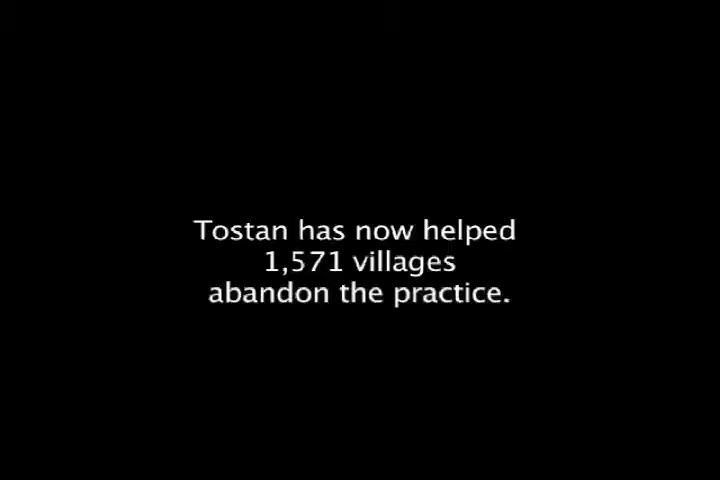 Tostan has now helped
1,571 villages
abandon the practice.